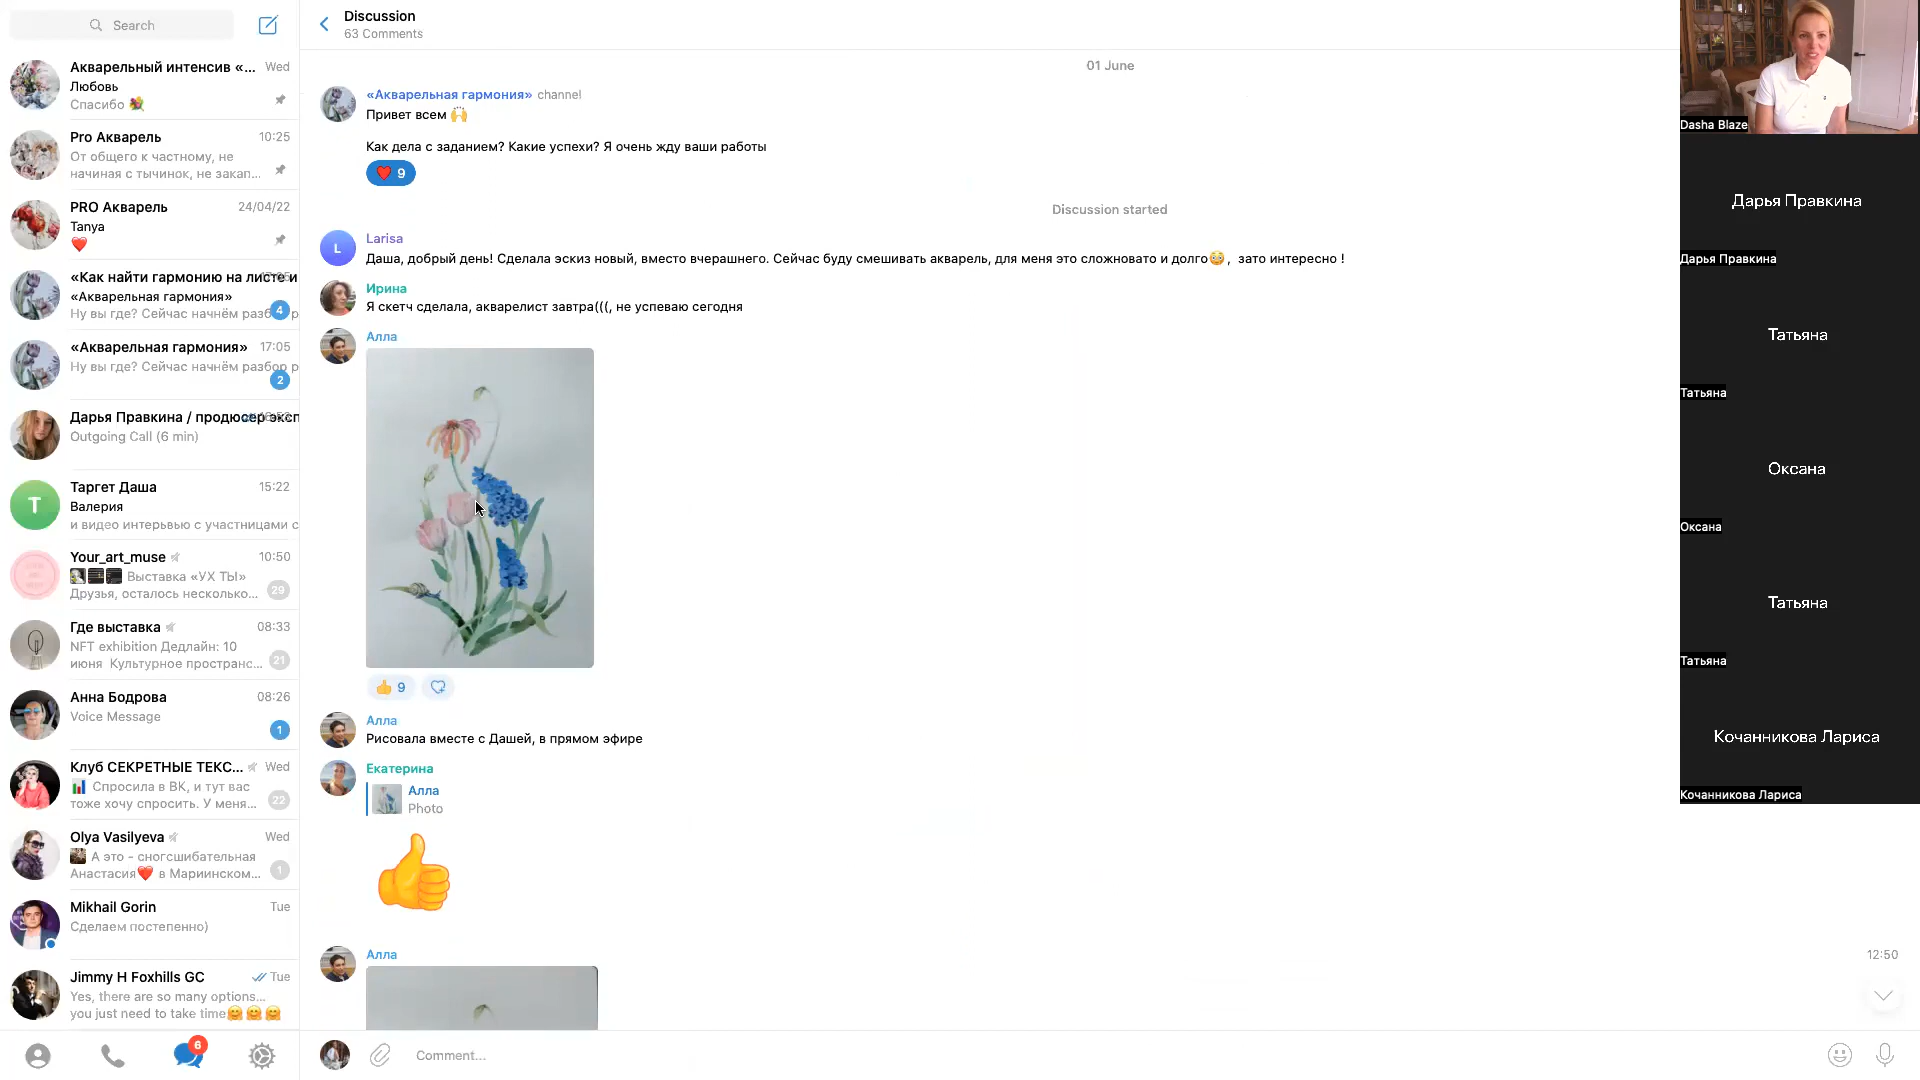 Search
Акварельный интенсив «... Wed
Любовь
Спасибо
Pro Акварель 10:25
От общего к частному, не
начиная с тычинок, не закап...
PRO Акварель 24/04/22
Tanya
«Как найти гармонию на листе и
«Акварельная гармония»
Ну вы где? Сейчас начнём разбор р
4
«Акварельная гармония» 17:05
Ну вы где? Сейчас начнём разбор р
2
Дарья Правкина / продюсер эксп
Outgoing Call (6 min)
T
Таргет Даша 15:22
Валерия
и видео интерьвью с участницами с
Your_art_muse 10:50
Выставка «УХ ТЫ»
Друзья, осталось несколько...
29
Где выставка 08:33
NFT exhibition Дедлайн: 10
июня Культурное пространс...
21
Анна Бодрова 08:26
Voice Message
1
Клуб СЕКРЕТНЫЕ ТЕКС... Wed
Спросила в ВК, и тут вас
тоже хочу спросить. У меня...
22
Olya Vasilyeva Wed
А это - сногсшибательная
Анастасия в Мариинском...
1
Mikhail Gorin Tue
Сделаем постепенно)
Jimmy H Foxhills GC Tue
Yes, there are so many options...
you just need to take time
6
Discussion
63 Comments
01 June
«Акварельная гармония» channel
Привет всем
Как дела с заданием? Какие успехи? Я очень жду ваши работы
9
Discussion started
L
Larisa
Даша, добрый день! Сделала эскиз новый, вместо вчерашнего. Сейчас буду смешивать акварель, для меня это сложновато и долго, зато интересно !
Ирина
Я скетч сделала, акварелист завтра(((, не успеваю сегодня
Алла
9
Алла
Рисовала вместе с Дашей, в прямом эфире
Екатерина
Алла
Photo
Алла
12:50
Comment...
Dasha Blaze
Дарья Правкина
Дарья Правкина
Татьяна
Татьяна
Оксана
Оксана
Татьяна
Татьяна
Кочанникова Лариса
Кочанникова Лариса